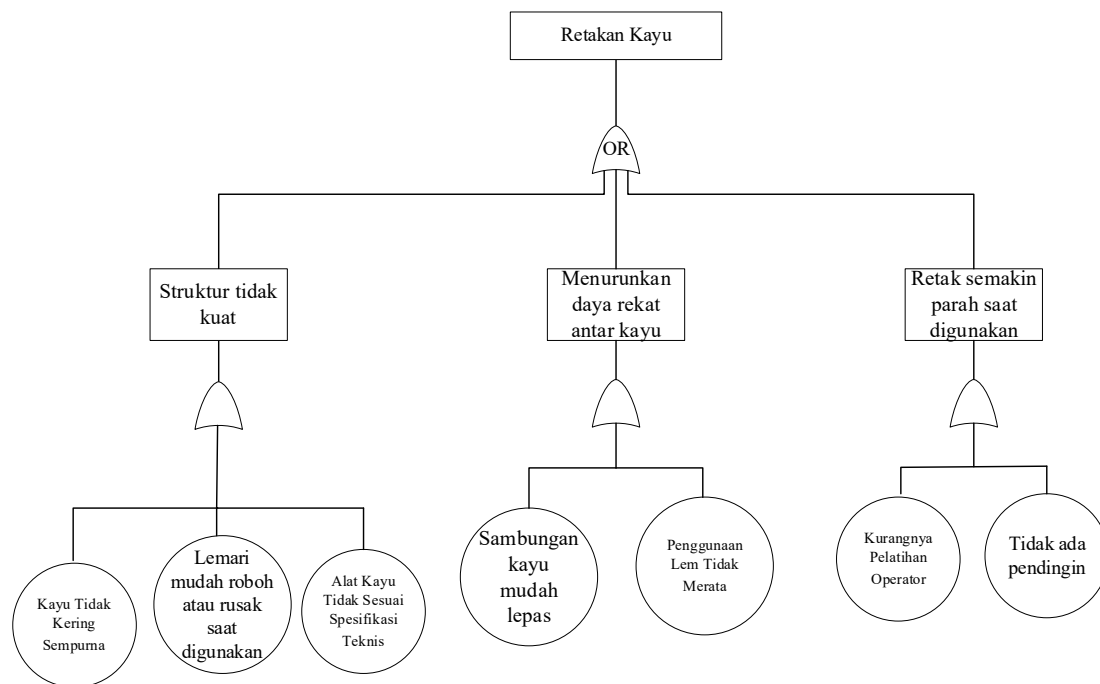 Retakan Kayu
OR
Struktur tidak
kuat
Menurunkan
daya rekat
antar kayu
Retak semakin
parah saat
digunakan
Kayu Tidak
Kering
Sempurna
Lemari
mudah roboh
atau rusak
saat
digunakan
Alat Kayu
Tidak Sesuai
Spesifikasi
Teknis
Sambungan
kayu
mudah
lepas
Penggunaan
Lem Tidak
Merata
Kurangnya
Pelatihan
Operator
Tidak ada
pendingin